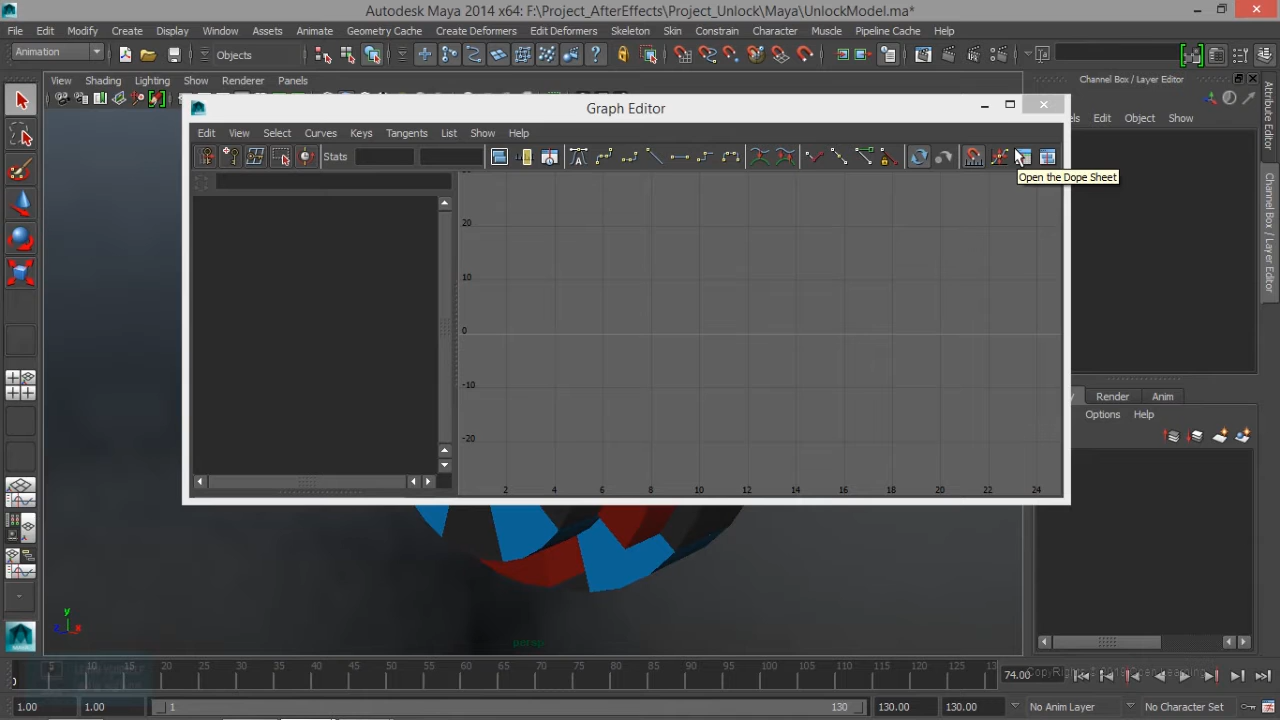 Autodesk Maya 2014 x64: F:\Project_AfterEffects\Project_Unlock\Maya\UnlockModel.ma*
File Edit Modify Create Display Window Assets Animate Geometry Cache Create Deformers Edit Deformers Skeleton Skin Constrain Character Muscle Pipeline Cache Help
Animation Objects
View Shading Lighting Show Renderer Panels
Channel Box / Layer Editor
Graph Editor
Edit Object Show
Edit View Select Curves Keys Tangents List Show Help
Stats
Open the Dope Sheet
Attribute Editor
Channel Box / Layer Editor
20
10
0
-10
-20
2 4 6 8 10 12 14 16 18 20 22 24
Render Anim
Options Help
y
z x
persp
MAYA
5 10 15 20 25 30 35 40 45 50 55 60 65 70 75 80 85 90 95 100 105 110 115 120 125
74.00
1.00 1.00 1 130 130.00 130.00 No Anim Layer No Character Set